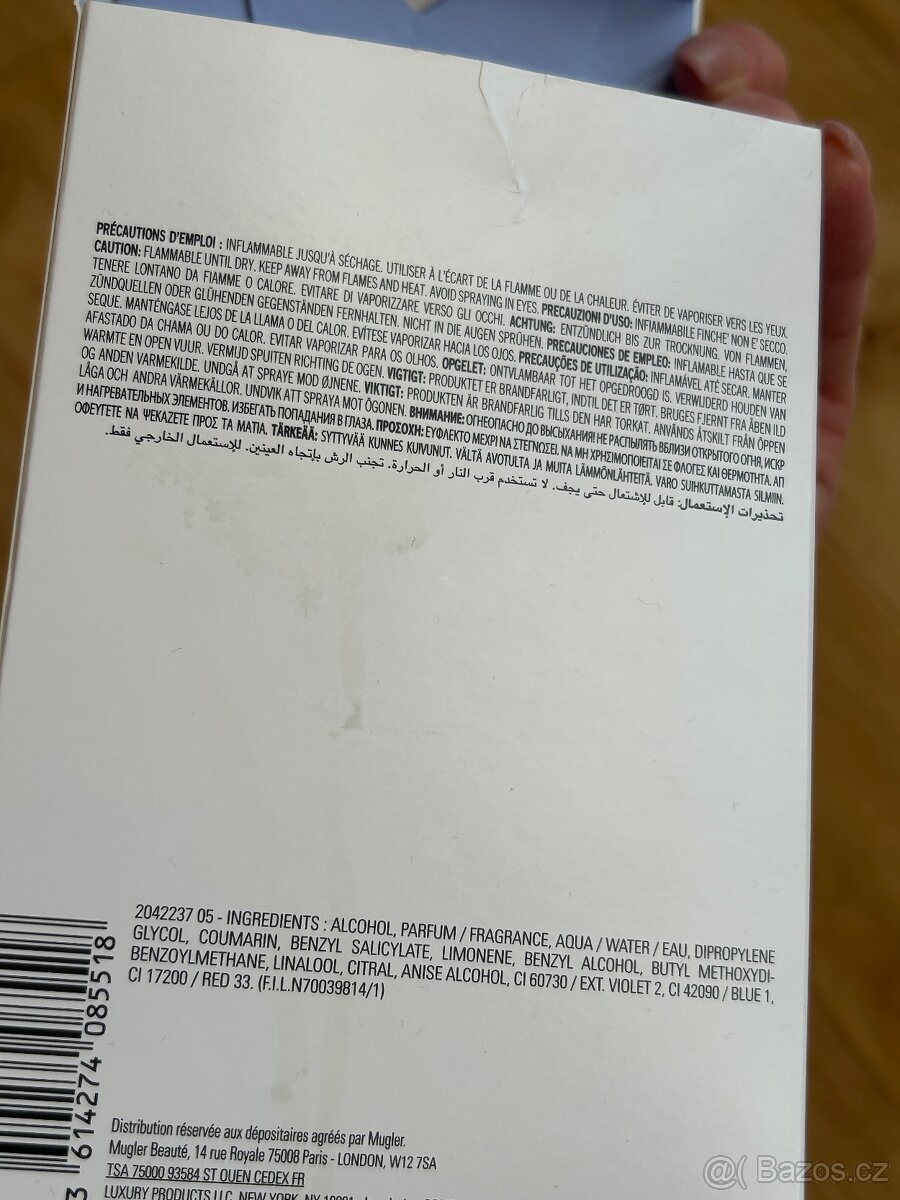 PRÉCAUTIONS D'EMPLOI : INFLAMMABLE JUSQU'À SÉCHAGE. UTILISER À L'ÉCART DE LA FLAMME OU DE LA CHALEUR. ÉVITER DE VAPORISER VERS LES YEUX.
CAUTION: FLAMMABLE UNTIL DRY. KEEP AWAY FROM FLAMES AND HEAT. AVOID SPRAYING IN EYES. PRECAUZIONI D'USO: INFIAMMABILE FINCHE' NON E' SECCO.
TENERE LONTANO DA FIAMME O CALORE. EVITARE DI VAPORIZZARE VERSO GLI OCCHI. ACHTUNG: ENTZÜNDLICH BIS ZUR TROCKNUNG. VON FLAMMEN,
ZÜNDQUELLEN ODER GLÜHENDEN GEGENSTÄNDEN FERNHALTEN. NICHT IN DIE AUGEN SPRÜHEN. PRECAUCIONES DE EMPLEO: INFLAMABLE HASTA QUE SE
SEQUE. MANTÉNGASE LEJOS DE LA LLAMA O DEL CALOR. EVÍTESE VAPORIZAR HACIA LOS OJOS. PRECAUÇÕES DE UTILIZAÇÃO: INFLAMÁVEL ATÉ SECAR. MANTER
AFASTADO DA CHAMA OU DO CALOR. EVITAR VAPORIZAR PARA OS OLHOS. OPGELET: ONTVLAMBAAR TOT HET OPGEDROOGD IS. VERWIJDERD HOUDEN VAN
WARMTE EN OPEN VUUR. VERMIJD SPUITEN RICHTING DE OGEN. VIGTIGT: PRODUKTET ER BRANDFARLIGT, INDTIL DET ER TØRT. BRUGES FJERNT FRA ÅBEN ILD
OG ANDEN VARMEKILDE. UNDGÅ AT SPRAYE MOD ØJNENE. VIKTIGT: PRODUKTEN ÄR BRANDFARLIG TILLS DEN HAR TORKAT. ANVÄNDS ÅTSKILT FRÅN ÖPPEN
LÅGA OCH ANDRA VÄRMEKÄLLOR. UNDVIK ATT SPRAYA MOT ÖGONEN. ВНИМАНИЕ: ОГНЕОПАСНО ДО ВЫСЫХАНИЯ НЕ РАСПЫЛЯТЬ ВБЛИЗИ ОТКРЫТОГО ОГНЯ, ИСКР
И НАГРЕВАТЕЛЬНЫХ ЭЛЕМЕНТОВ. ИЗБЕГАТЬ ПОПАДАНИЯ В ГЛАЗА. ΠΡΟΣΟΧΗ: ΕΥΦΛΕΚΤΟ ΜΕΧΡΙ ΝΑ ΣΤΕΓΝΩΣΕΙ. ΝΑ ΜΗ ΧΡΗΣΙΜΟΠΟΙΕΙΤΑΙ ΣΕ ΦΛΟΓΕΣ ΚΑΙ ΘΕΡΜΟΤΗΤΑ. ΑΠ
ΟΦΕΥΓΕΤΕ ΝΑ ΨΕΚΑΖΕΤΕ ΠΡΟΣ ΤΑ ΜΑΤΙΑ. TÄRKEÄÄ: SYTTYVÄÄ KUNNES KUIVUNUT. VÄLTÄ AVOTULTA JA MUITA LÄMMÖNLÄHTEITÄ. VARO SUIHKUTTAMASTA SILMIIN.
تحذيرات الإستعمال: قابل للإشتعال حتى يجف. لا تستخدم قرب النار أو الحرارة. تجنب الرش بإتجاه العينين. للإستعمال الخارجي فقط.
2042237 05 - INGREDIENTS : ALCOHOL, PARFUM / FRAGRANCE, AQUA / WATER / EAU, DIPROPYLENE
GLYCOL, COUMARIN, BENZYL SALICYLATE, LIMONENE, BENZYL ALCOHOL, BUTYL METHOXYDI-
BENZOYLMETHANE, LINALOOL, CITRAL, ANISE ALCOHOL, CI 60730 / EXT. VIOLET 2, CI 42090 / BLUE 1,
CI 17200 / RED 33. (F.I.L.N70039814/1)
3 614274 085518
Distribution réservée aux dépositaires agréés par Mugler.
Mugler Beauté, 14 rue Royale 75008 Paris - LONDON, W12 7SA
TSA 75000 93584 ST OUEN CEDEX FR
LUXURY PRODUCTS LLC, NEW YORK, NY 10001
@( Bazos.cz